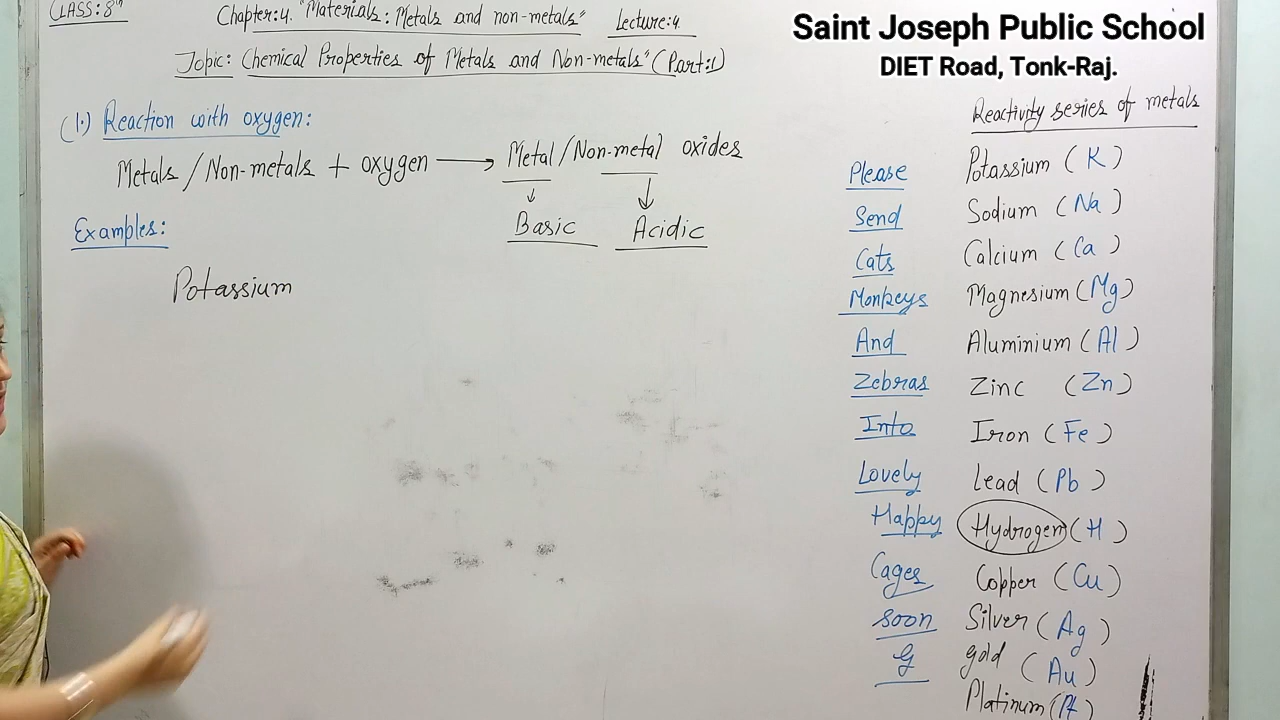 CLASS: 8th
Chapter:4. "Materials: Metals and non-metals" Lecture:4.
Topic: Chemical Properties of Metals and Non-metals" (Part:1)
Saint Joseph Public School
DIET Road, Tonk-Raj.
(1.) Reaction with oxygen:
Metals / Non-metals + oxygen ⟶ Metal / Non-metal oxides
↓ ↓
Basic Acidic
Examples:
Potassium
Reactivity series of metals
Please Potassium (K)
Send Sodium (Na)
Cats Calcium (Ca)
Monkeys Magnesium (Mg)
And Aluminium (Al)
Zebras Zinc (Zn)
Into Iron (Fe)
Lovely Lead (Pb)
Happy Hydrogen (H)
Cages Copper (Cu)
soon Silver (Ag)
G gold (Au)
Platinum (Pt)